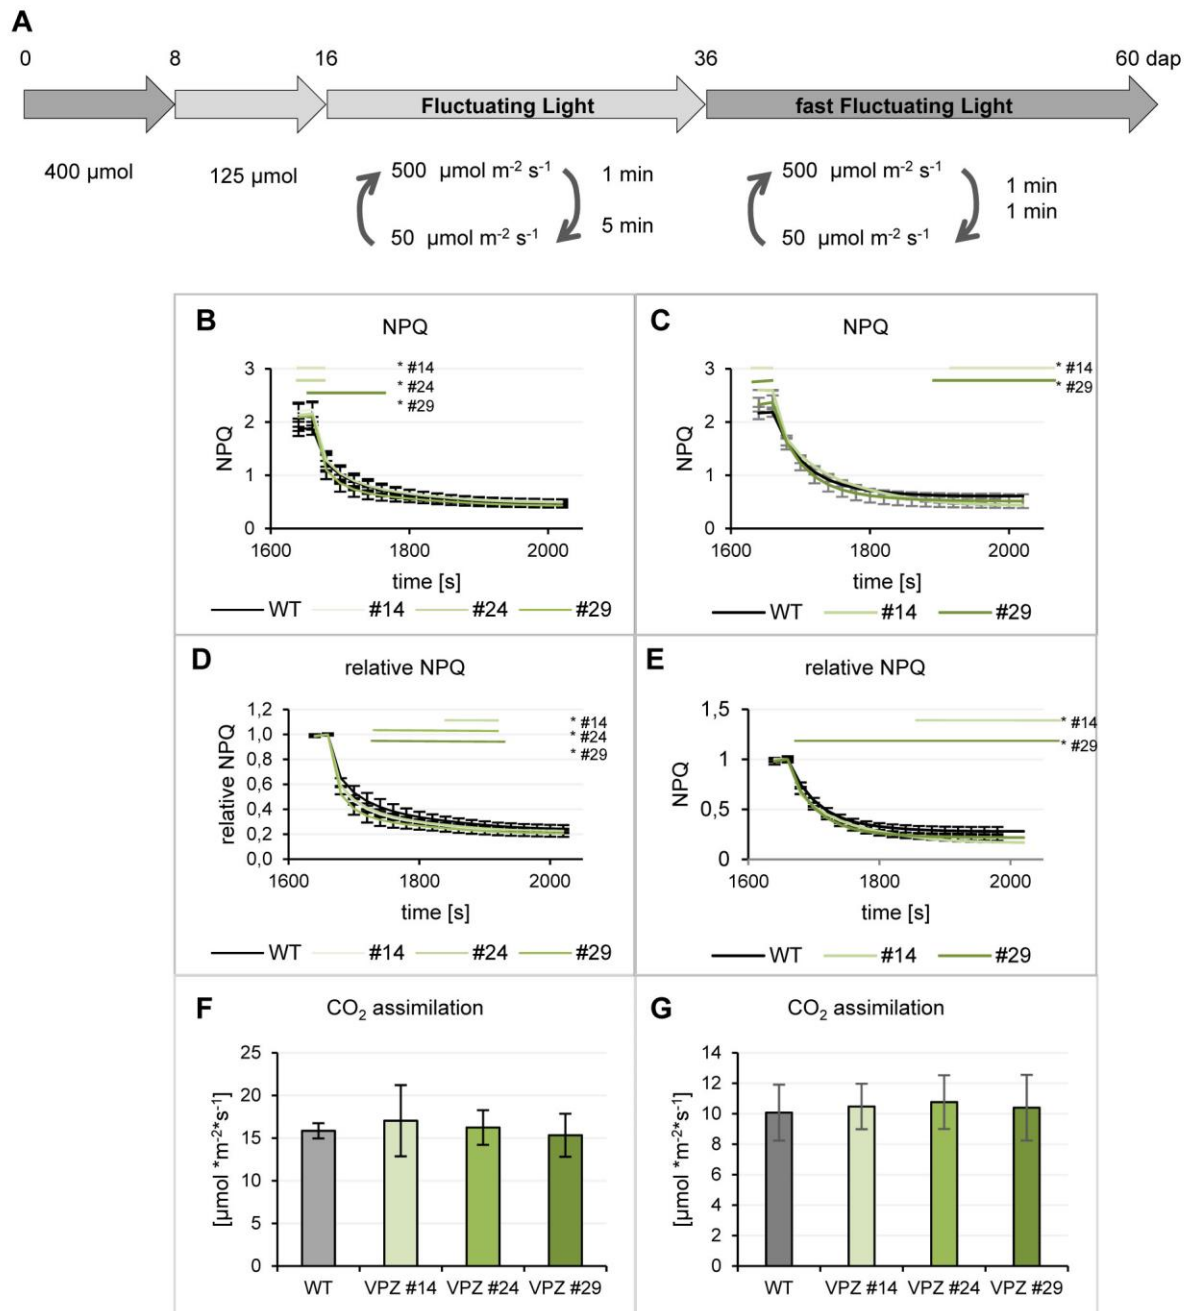 A
0 8 16 36 60 dap
Fluctuating Light fast Fluctuating Light
400 µmol 125 µmol
500 µmol m⁻² s⁻¹ 1 min
50 µmol m⁻² s⁻¹ 5 min
500 µmol m⁻² s⁻¹ 1 min
50 µmol m⁻² s⁻¹ 1 min
B
NPQ
3
2
1
0
NPQ
* #14
* #24
* #29
1600 1800 2000
time [s]
WT #14 #24 #29
C
NPQ
3
2
1
0
NPQ
* #14
* #29
1600 1800 2000
time [s]
WT #14 #29
D
relative NPQ
1,2
1,0
0,8
0,6
0,4
0,2
0,0
relative NPQ
* #14
* #24
* #29
1600 1800 2000
time [s]
WT #14 #24 #29
E
relative NPQ
1,5
1
0,5
0
NPQ
* #14
* #29
1600 1800 2000
time [s]
WT #14 #29
F
CO₂ assimilation
25
20
15
10
5
0
[µmol *m⁻²*s⁻¹]
WT VPZ #14 VPZ #24 VPZ #29
G
CO₂ assimilation
14
12
10
8
6
4
2
0
[µmol *m⁻²*s⁻¹]
WT VPZ #14 VPZ #24 VPZ #29